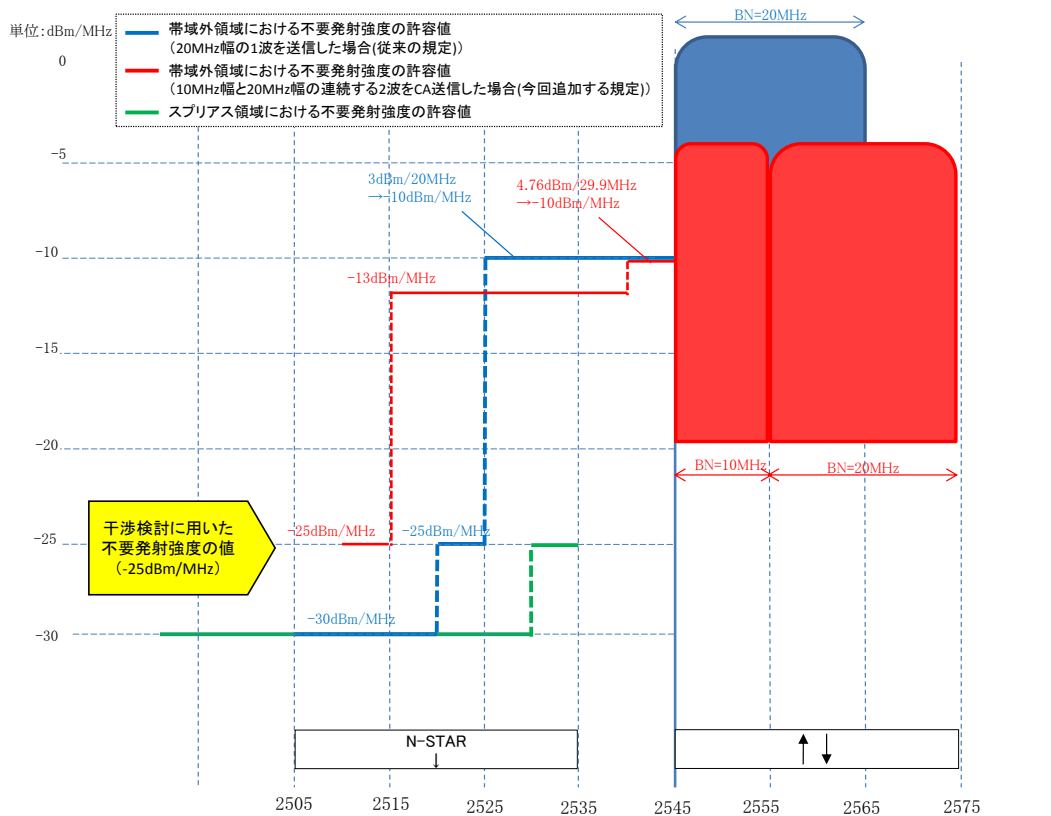 単位:dBm/MHz
帯域外領域における不要発射強度の許容値
（20MHz幅の1波を送信した場合(従来の規定)）
帯域外領域における不要発射強度の許容値
（10MHz幅と20MHz幅の連続する2波をCA送信した場合(今回追加する規定)）
スプリアス領域における不要発射強度の許容値
BN=20MHz
0
-5
-10
-15
-20
-25
-30
3dBm/20MHz
→-10dBm/MHz
4.76dBm/29.9MHz
→-10dBm/MHz
-13dBm/MHz
BN=10MHz
BN=20MHz
干渉検討に用いた
不要発射強度の値
（-25dBm/MHz）
-25dBm/MHz
-25dBm/MHz
-30dBm/MHz
N-STAR
↓
↑ ↓
2505
2515
2525
2535
2545
2555
2565
2575